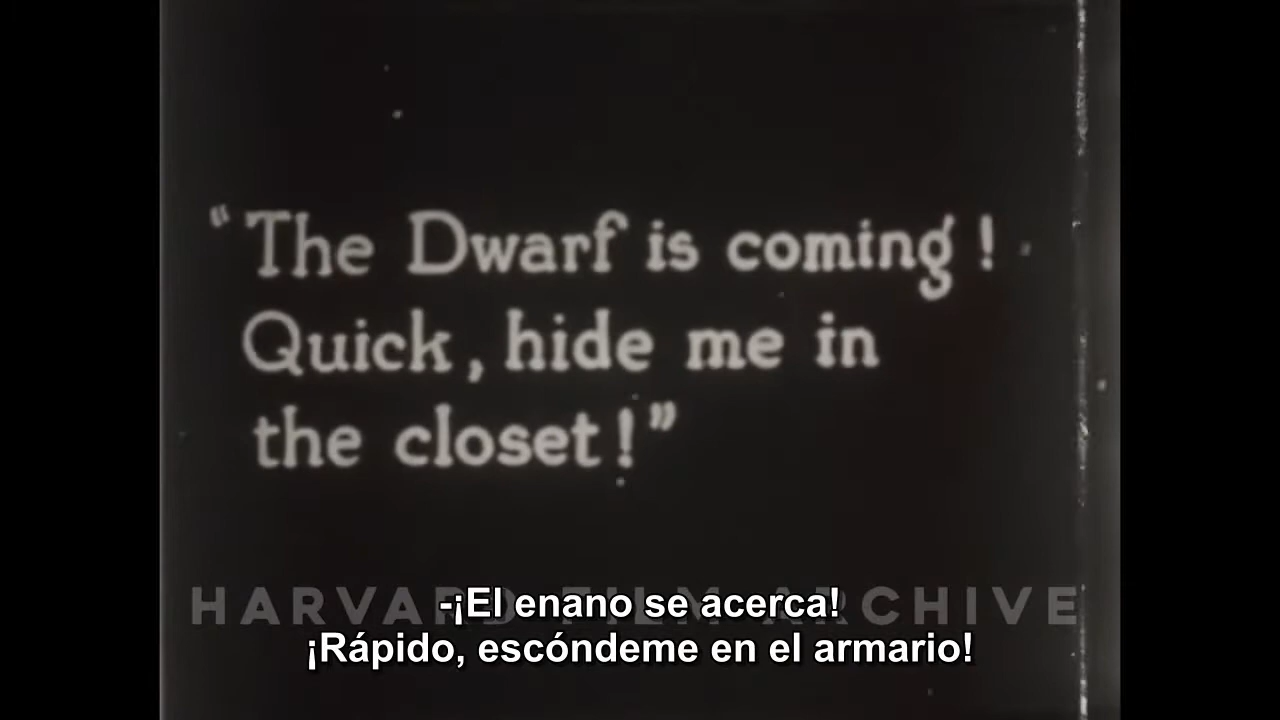 “The Dwarf is coming!
Quick, hide me in
the closet!”
HARVARD FILM ARCHIVE
-¡El enano se acerca!
¡Rápido, escóndeme en el armario!